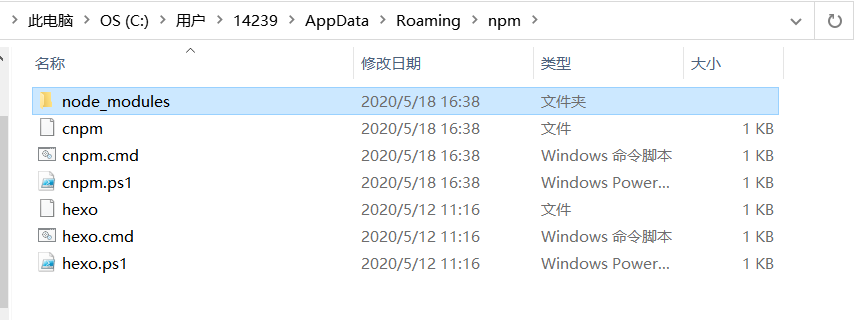 此电脑 > OS (C:) > 用户 > 14239 > AppData > Roaming > npm >
名称 修改日期 类型 大小
node_modules 2020/5/18 16:38 文件夹
cnpm 2020/5/18 16:38 文件 1 KB
cnpm.cmd 2020/5/18 16:38 Windows 命令脚本 1 KB
cnpm.ps1 2020/5/18 16:38 Windows Power... 1 KB
hexo 2020/5/12 11:16 文件 1 KB
hexo.cmd 2020/5/12 11:16 Windows 命令脚本 1 KB
hexo.ps1 2020/5/12 11:16 Windows Power... 1 KB